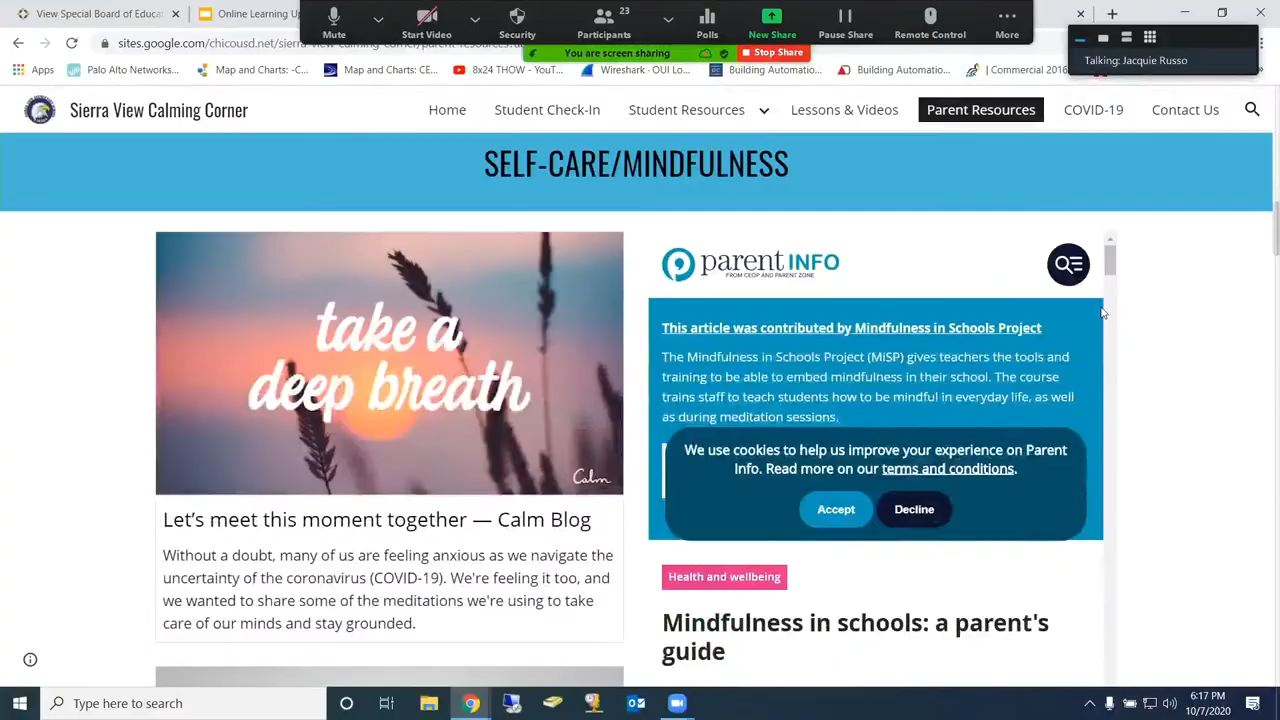 View Special Board of Educa
Online Learning Up
Mute
Start Video
Security
Participants
23
Polls
New Share
Pause Share
Remote Control
More
You are screen sharing
Stop Share
Talking: Jacquie Russo
sites.google.com/chicousd.net/sierra-view-calming-corner/parent-resources
Apps
Palo Alto Networks...
Map and Charts -C...
Map and Charts: CE...
8x24 THOW - YouT...
Wireshark · OUI Lo...
Building Automatio...
Building Automatio...
| Commercial 2016
Sierra View Calming Corner
Home
Student Check-In
Student Resources
Lessons & Videos
Parent Resources
COVID-19
Contact Us
SELF-CARE/MINDFULNESS
take a
deep breath
Calm
Let's meet this moment together — Calm Blog
Without a doubt, many of us are feeling anxious as we navigate the
uncertainty of the coronavirus (COVID-19). We're feeling it too, and
we wanted to share some of the meditations we're using to take
care of our minds and stay grounded.
parent INFO
FROM CEOP AND PARENT ZONE
This article was contributed by Mindfulness in Schools Project
The Mindfulness in Schools Project (MiSP) gives teachers the tools and
training to be able to embed mindfulness in their school. The course
trains staff to teach students how to be mindful in everyday life, as well
as during meditation sessions.
We use cookies to help us improve your experience on Parent
Info. Read more on our terms and conditions.
Accept
Decline
Health and wellbeing
Mindfulness in schools: a parent's
guide
Type here to search
6:17 PM
10/7/2020